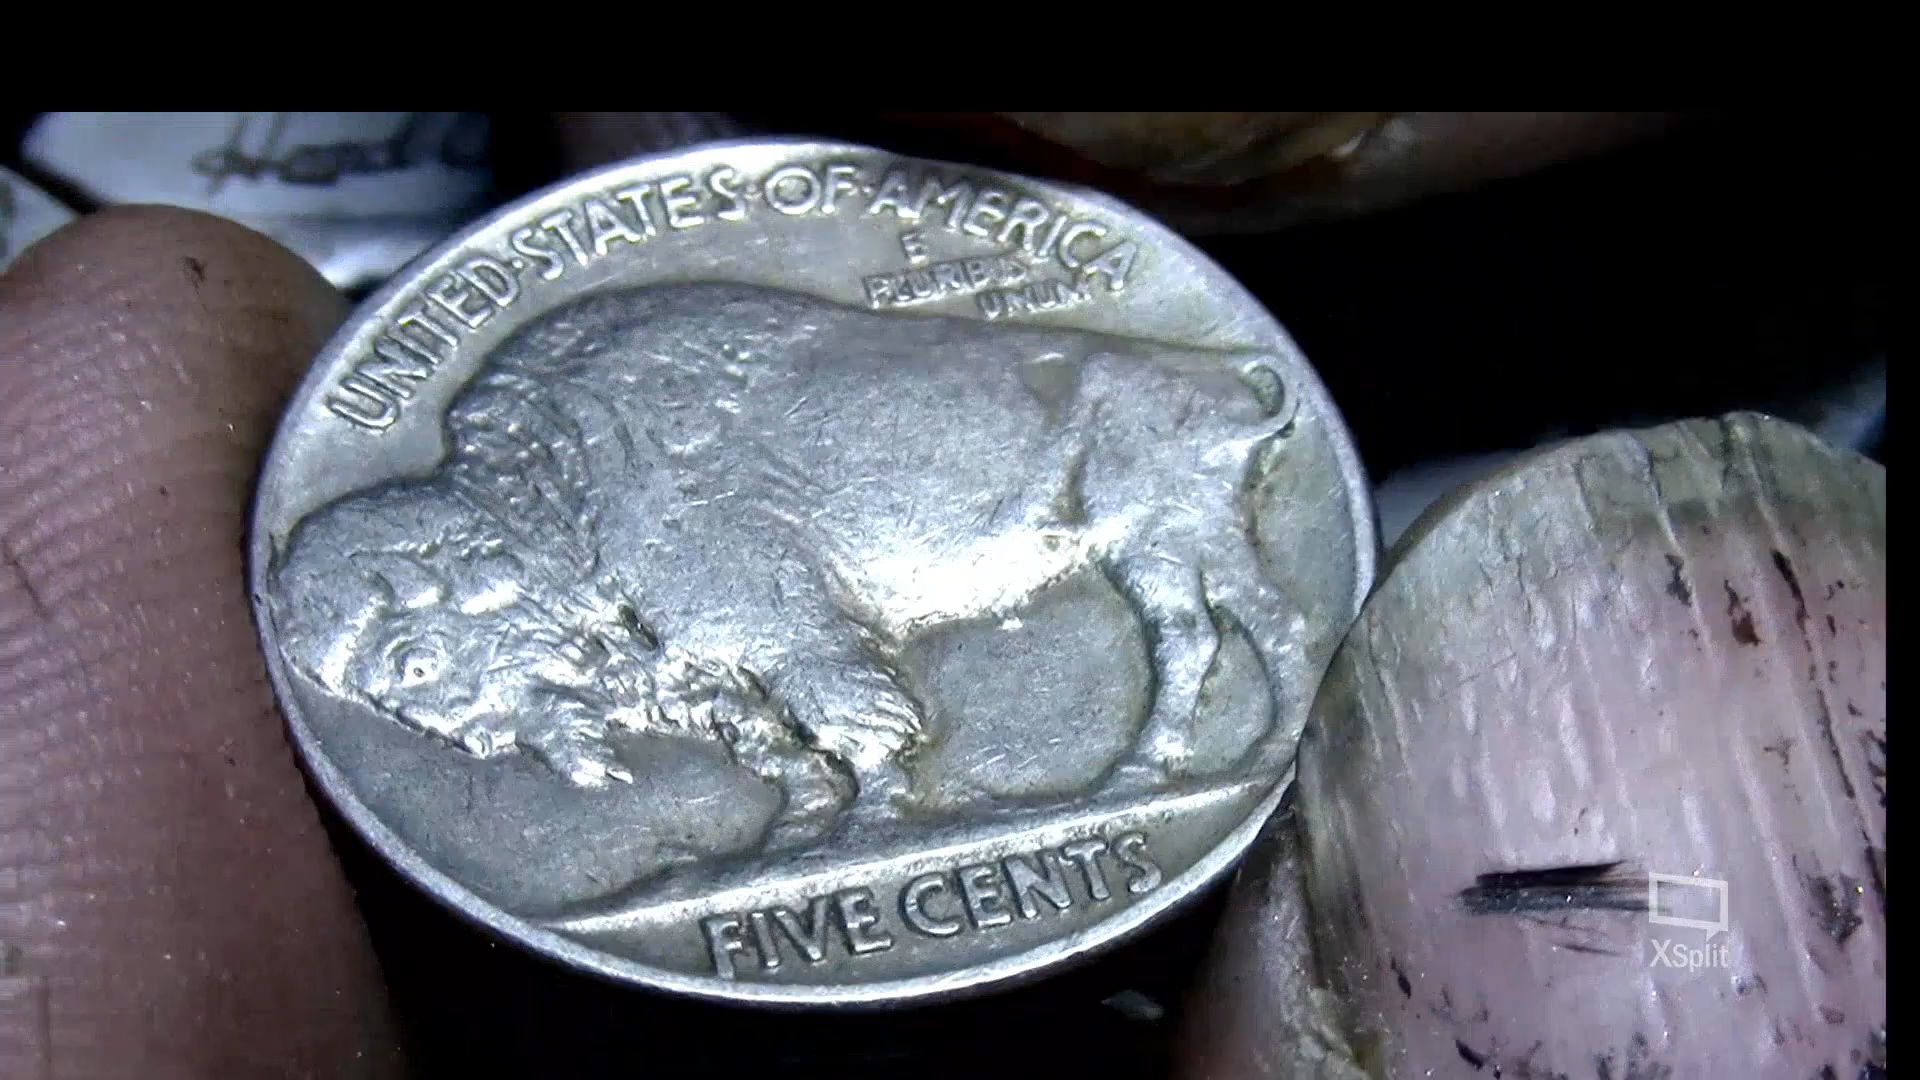 UNITED·STATES·OF·AMERICA
E
PLURIBUS
UNUM
FIVE CENTS
XSplit